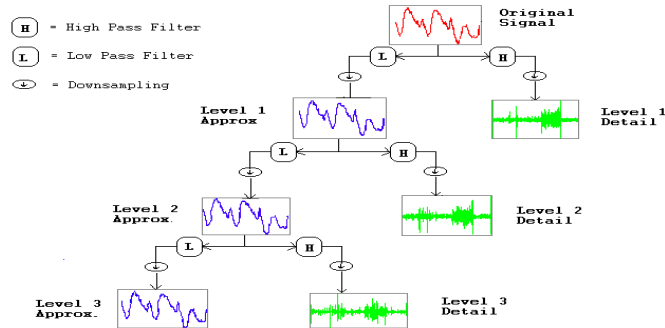 Original
Signal
H = High Pass Filter
L = Low Pass Filter
= Downsampling
L
H
Level 1
Approx
Level 1
Detail
L
H
Level 2
Approx.
Level 2
Detail
L
H
Level 3
Approx.
Level 3
Detail